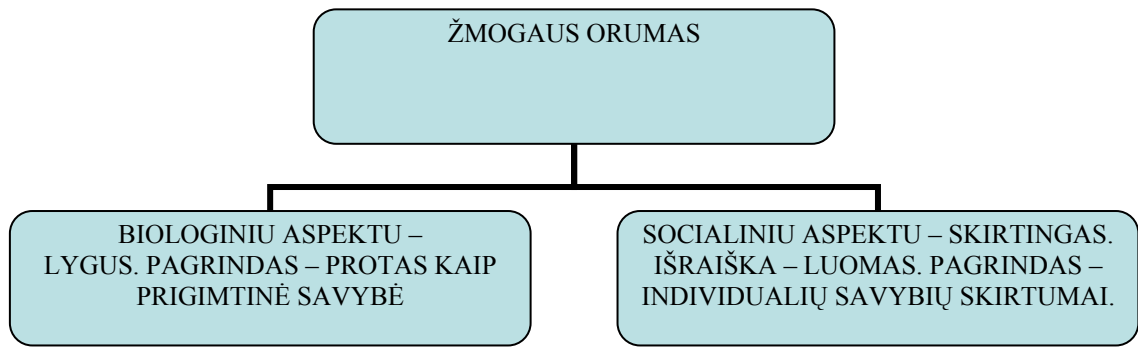 ŽMOGAUS ORUMAS
BIOLOGINIU ASPEKTU –
LYGUS. PAGRINDAS – PROTAS KAIP
PRIGIMTINĖ SAVYBĖ
SOCIALINIU ASPEKTU – SKIRTINGAS.
IŠRAIŠKA – LUOMAS. PAGRINDAS –
INDIVIDUALIŲ SAVYBIŲ SKIRTUMAI.